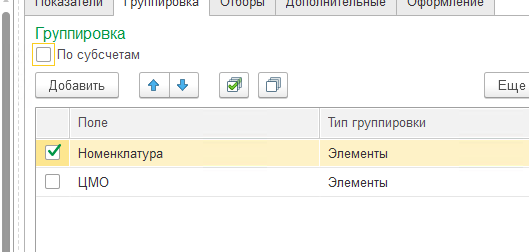 Показатели Группировка Отборы Дополнительные Оформление
Группировка
По субсчетам
Добавить Еще
Поле Тип группировки
Номенклатура Элементы
ЦМО Элементы